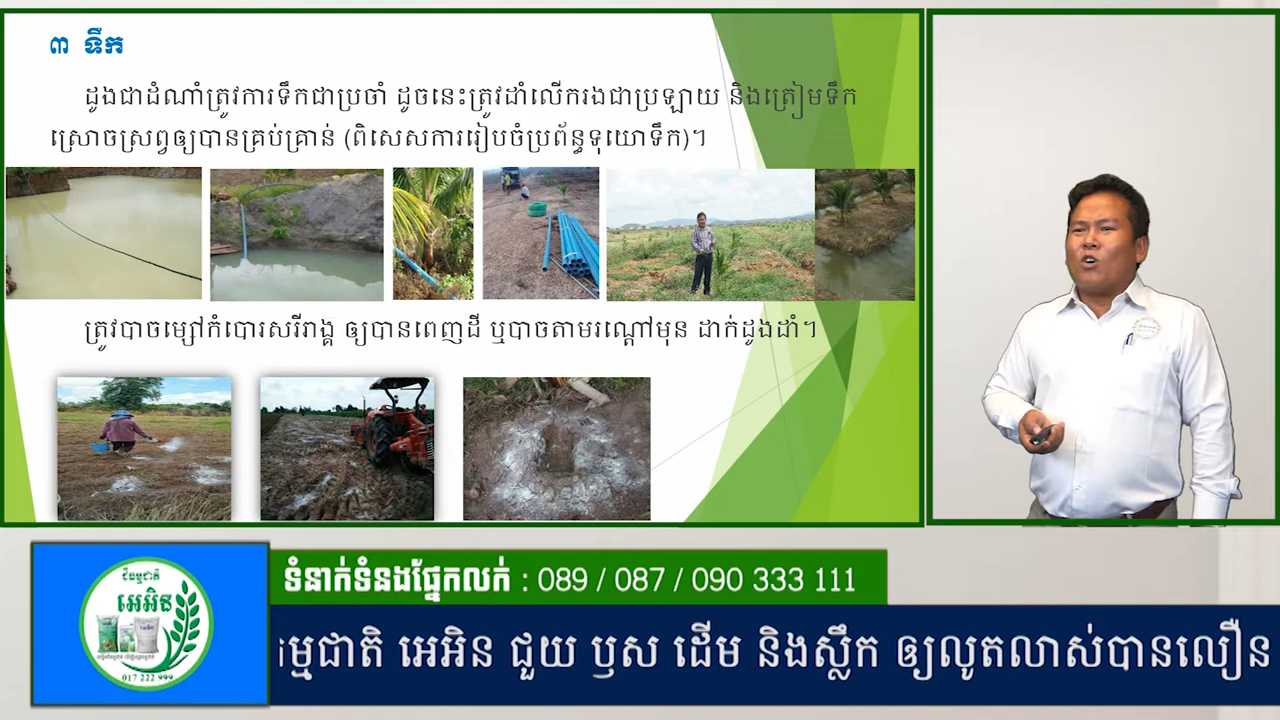 ៣ ទឹក
ដូងជាដំណាំត្រូវការទឹកជាប្រចាំ ដូចនេះត្រូវដាំលើករងជាប្រឡាយ និងត្រៀមទឹក
ស្រោចស្រពឲ្យបានគ្រប់គ្រាន់ (ពិសេសការរៀបចំប្រព័ន្ធទុយោទឹក)។
ត្រូវបាចម្សៅកំបោរសរីរាង្គ ឲ្យបានពេញដី ឬបាចតាមរណ្តៅមុន ដាក់ដូងដាំ។
ជីធម្មជាតិ
អេអិន
017 222 999
ទំនាក់ទំនងផ្នែកលក់ : 089 / 087 / 090 333 111
ម្មជាតិ អេអិន ជួយ ឫស ដើម និងស្លឹក ឲ្យលូតលាស់បានលឿន